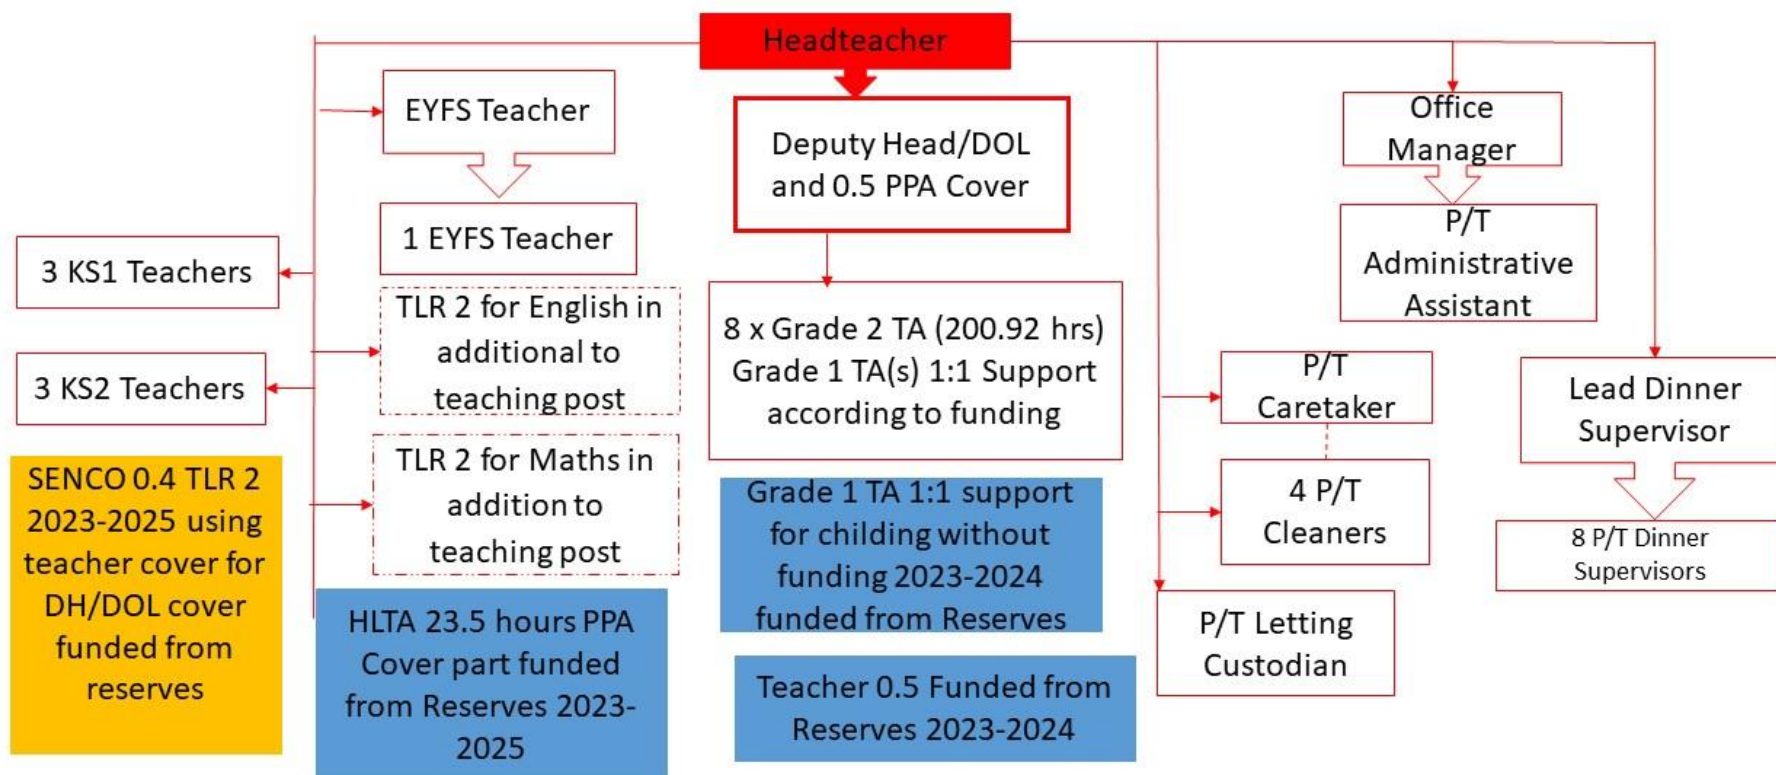 Headteacher
EYFS Teacher
1 EYFS Teacher
3 KS1 Teachers
3 KS2 Teachers
TLR 2 for English in
additional to
teaching post
TLR 2 for Maths in
addition to
teaching post
SENCO 0.4 TLR 2
2023-2025 using
teacher cover for
DH/DOL cover
funded from
reserves
HLTA 23.5 hours PPA
Cover part funded
from Reserves 2023-
2025
Deputy Head/DOL
and 0.5 PPA Cover
8 x Grade 2 TA (200.92 hrs)
Grade 1 TA(s) 1:1 Support
according to funding
Grade 1 TA 1:1 support
for childing without
funding 2023-2024
funded from Reserves
Teacher 0.5 Funded from
Reserves 2023-2024
Office
Manager
P/T
Administrative
Assistant
P/T
Caretaker
4 P/T
Cleaners
P/T Letting
Custodian
Lead Dinner
Supervisor
8 P/T Dinner
Supervisors